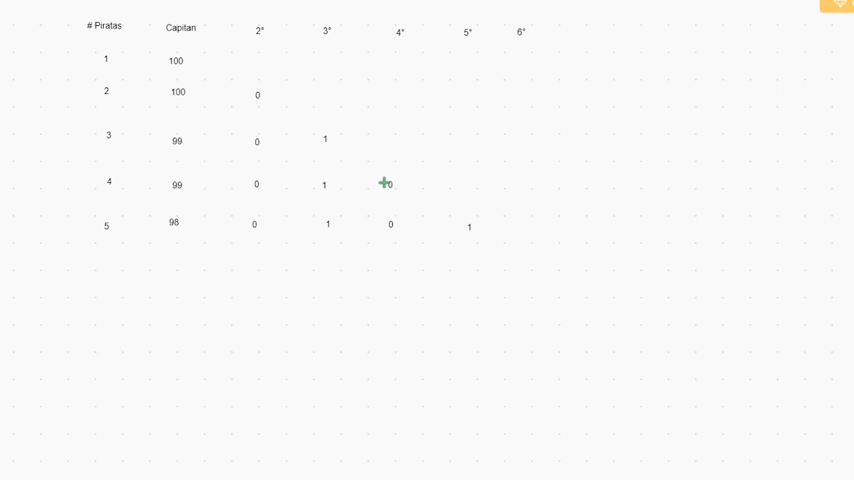 # Piratas Capitan 2° 3° 4° 5° 6°
1 100
2 100 0
3 99 0 1
4 99 0 1 0
5 98 0 1 0 1